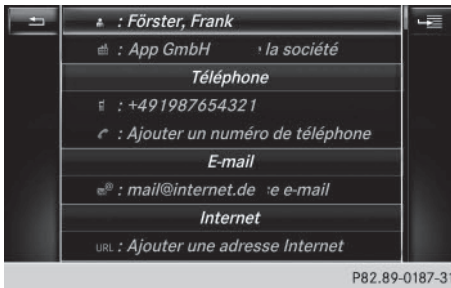 : Förster, Frank
: App GmbH la société
Téléphone
: +491987654321
: Ajouter un numéro de téléphone
E-mail
: mail@internet.de :e e-mail
Internet
URL : Ajouter une adresse Internet
P82.89-0187-31